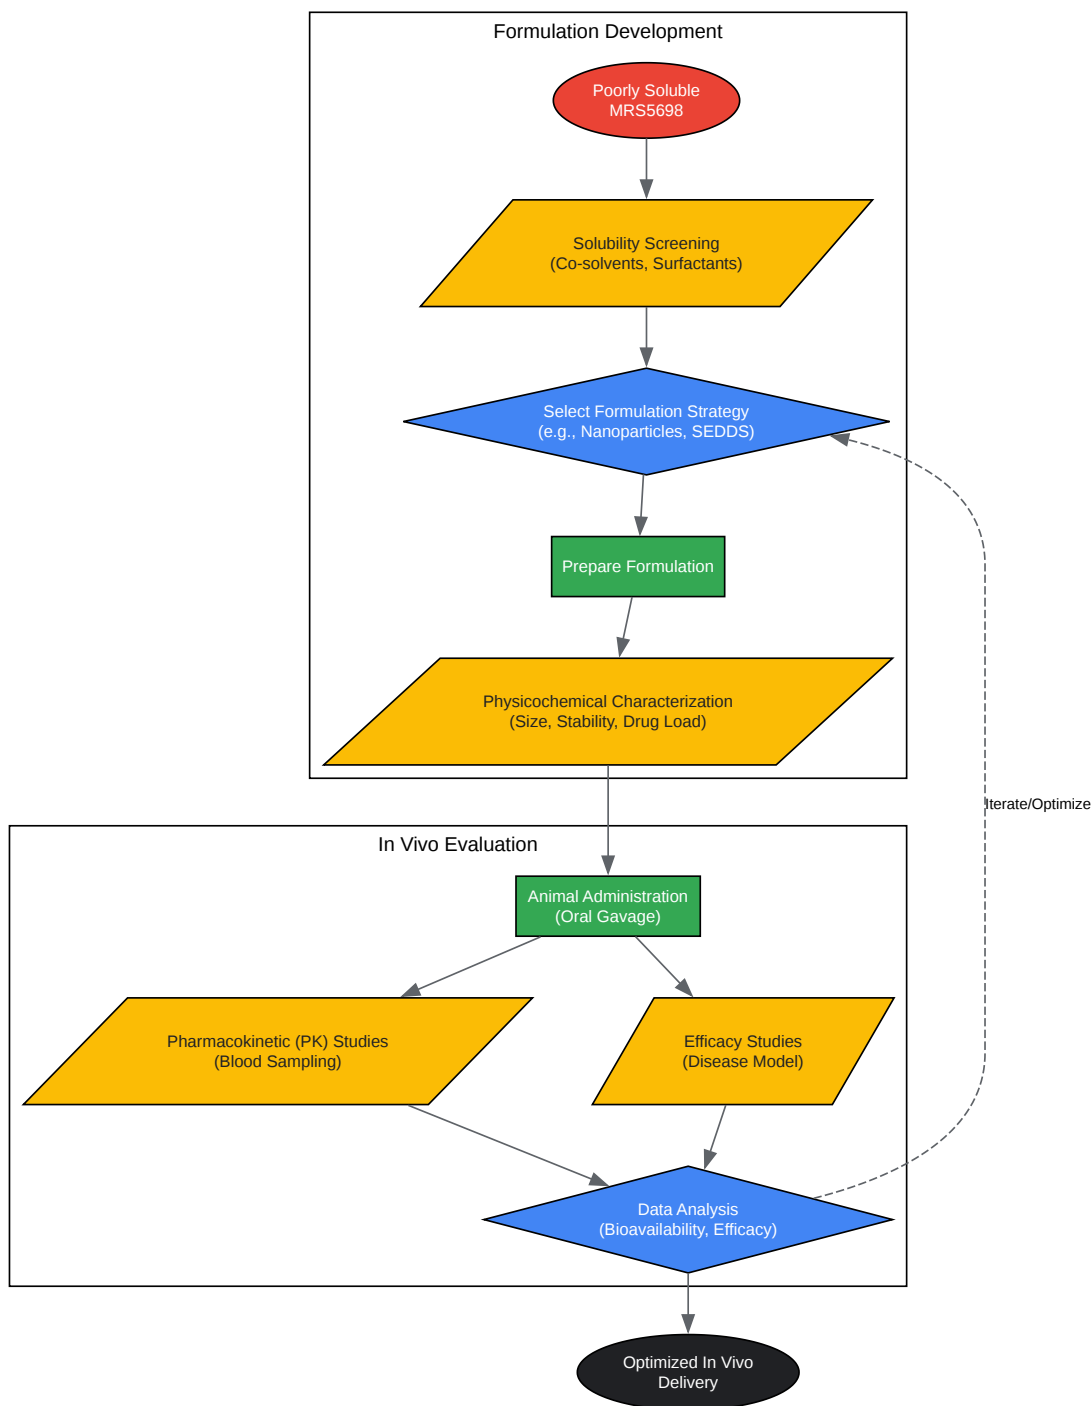 Formulation Development
Poorly Soluble
MRS5698
Solubility Screening
(Co-solvents, Surfactants)
Select Formulation Strategy
(e.g., Nanoparticles, SEDDS)
Prepare Formulation
Physicochemical Characterization
(Size, Stability, Drug Load)
Iterate/Optimize
In Vivo Evaluation
Animal Administration
(Oral Gavage)
Pharmacokinetic (PK) Studies
(Blood Sampling)
Efficacy Studies
(Disease Model)
Data Analysis
(Bioavailability, Efficacy)
Optimized In Vivo
Delivery